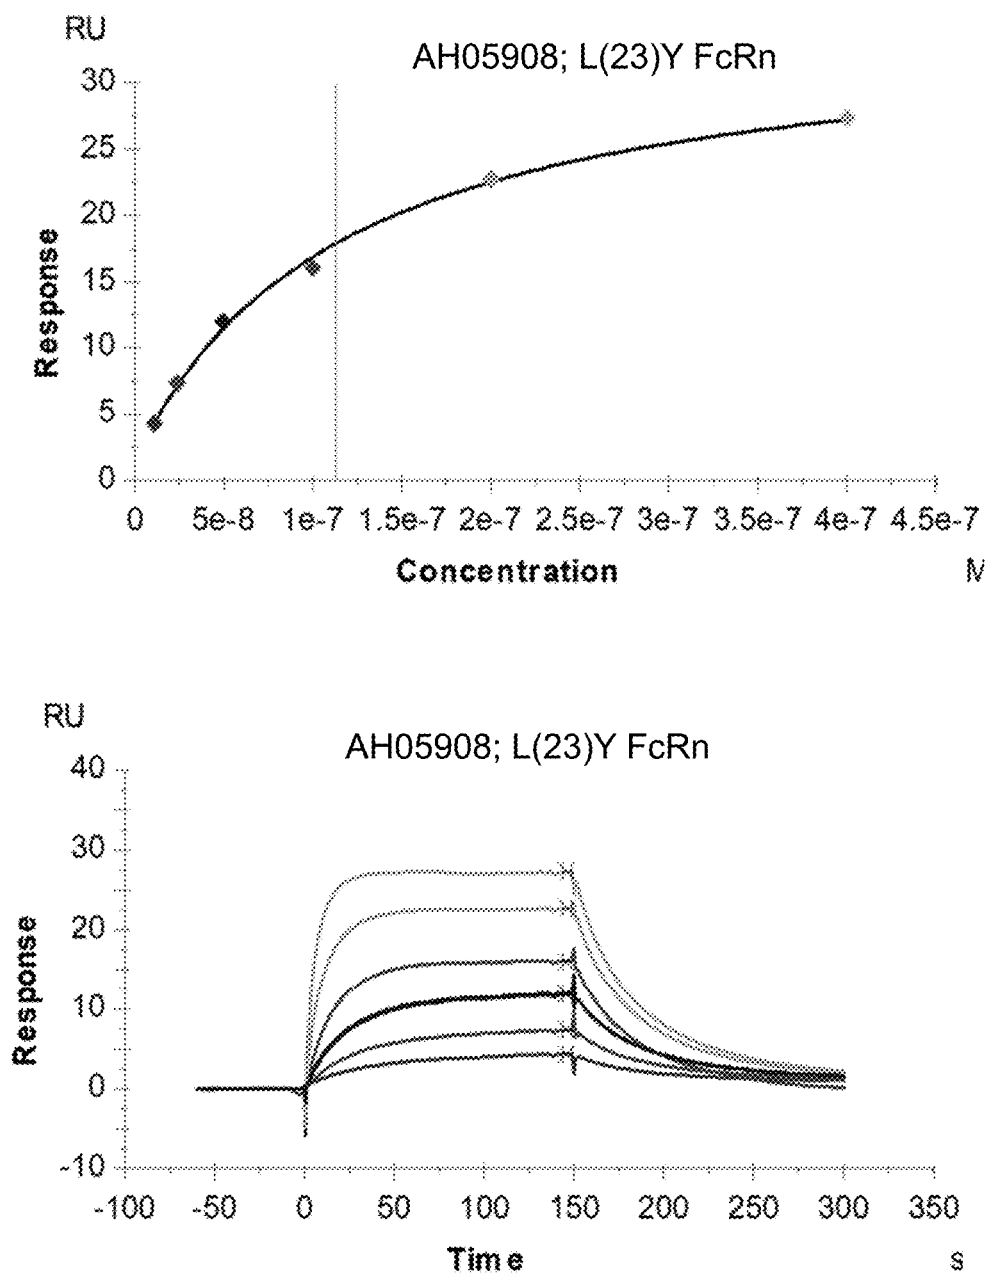 RU
AH05908; L(23)Y FcRn
30
25
20
15
10
5
0
Response
0 5e-8 1e-7 1.5e-7 2e-7 2.5e-7 3e-7 3.5e-7 4e-7 4.5e-7
Concentration M
RU
AH05908; L(23)Y FcRn
40
30
20
10
0
-10
Response
-100 -50 0 50 100 150 200 250 300 350
Time s